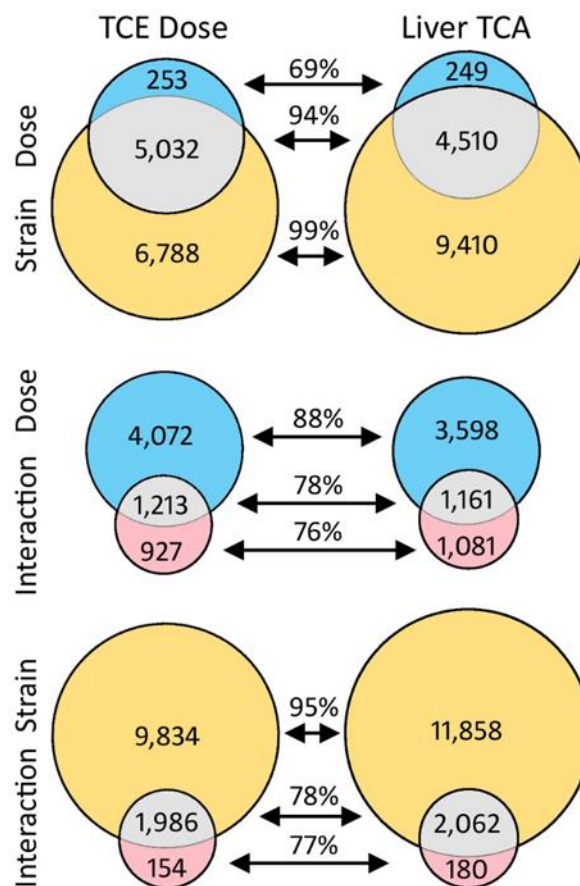 TCE Dose Liver TCA
Strain Dose
253 69% 249
94%
5,032 4,510
99%
6,788 9,410
Interaction Dose
4,072 88% 3,598
1,213 78% 1,161
927 76% 1,081
Interaction Strain
95%
9,834 11,858
1,986 78% 2,062
77%
154 180